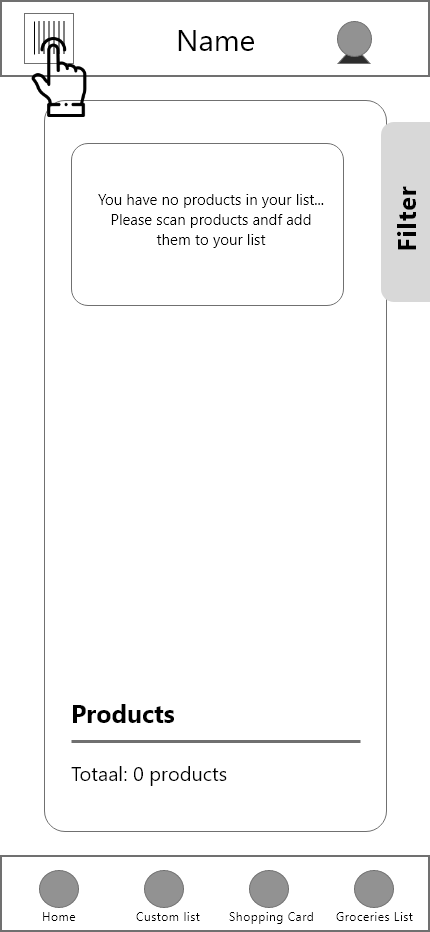 Name
Filter
You have no products in your list...
Please scan products andf add
them to your list
Products
Totaal: 0 products
Home
Custom list
Shopping Card
Groceries List